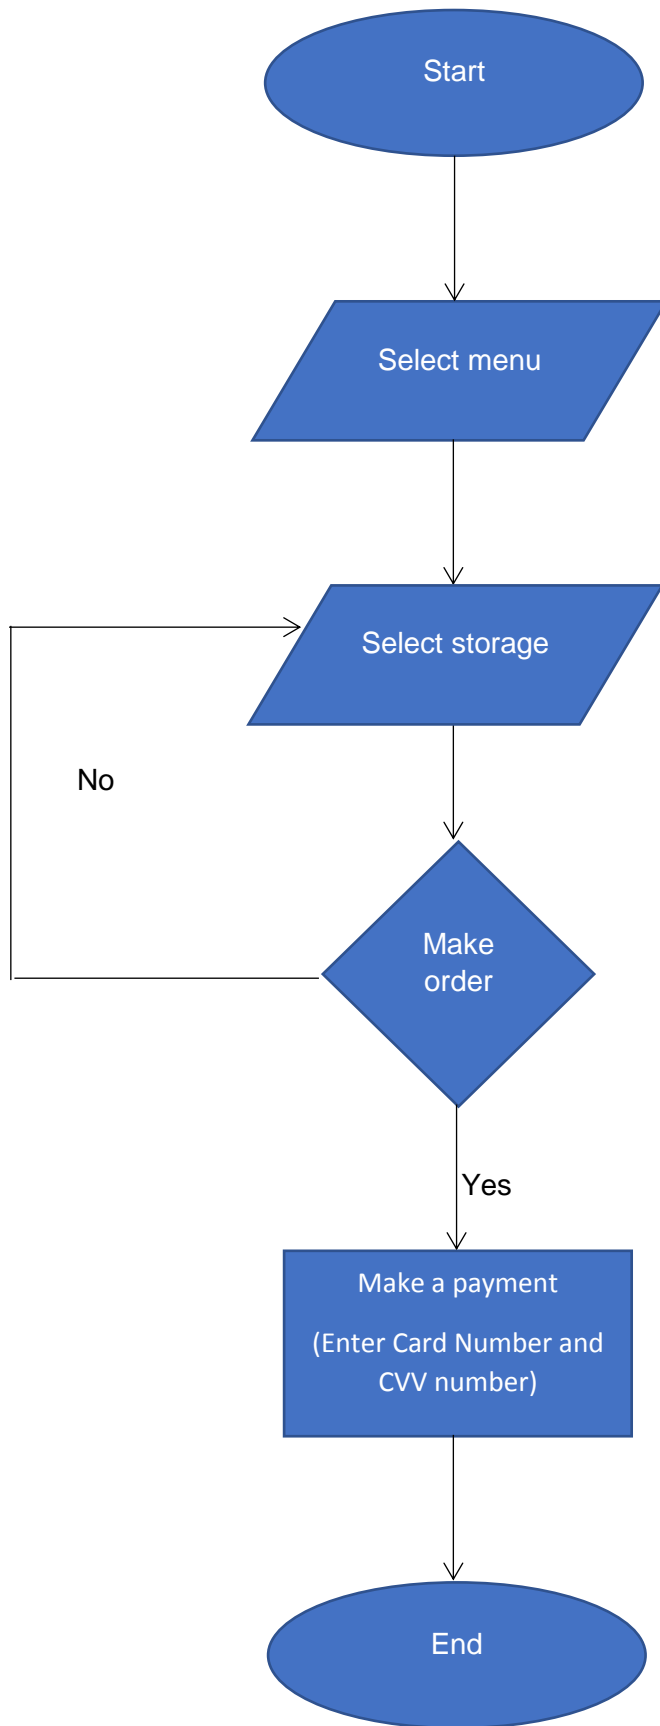 Start
Select menu
Select storage
No
Make
order
Yes
Make a payment
(Enter Card Number and
CVV number)
End